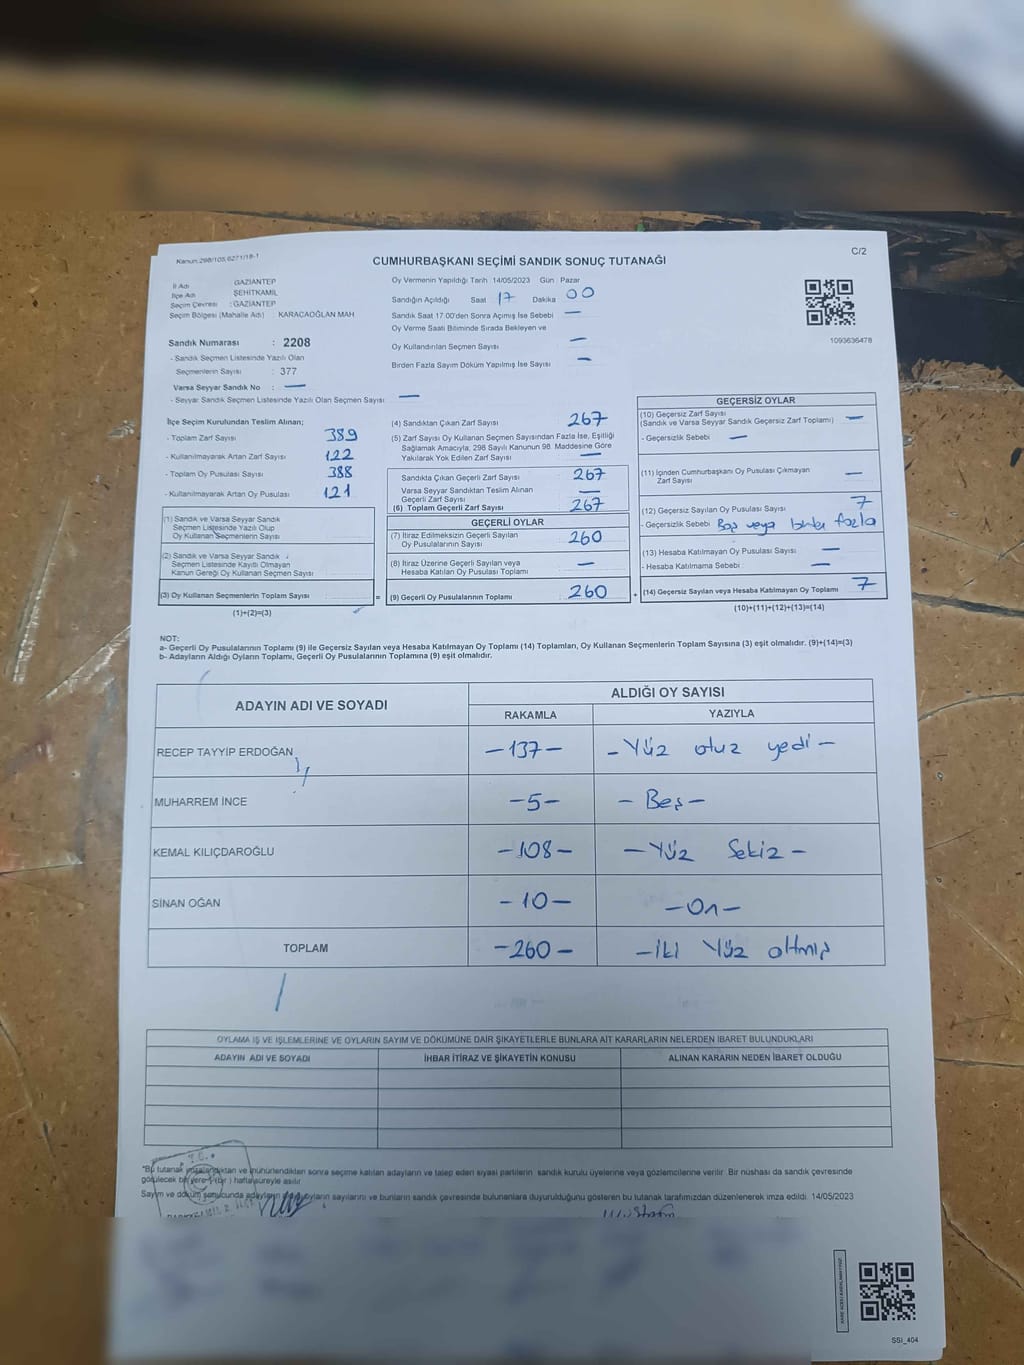 Kanun:298/105,6271/18-1
C/2
CUMHURBAŞKANI SEÇİMİ SANDIK SONUÇ TUTANAĞI
İl Adı : GAZİANTEP
İlçe Adı : ŞEHİTKAMİL
Seçim Çevresi : GAZİANTEP
Seçim Bölgesi (Mahalle Adı) : KARACAOĞLAN MAH
Sandık Numarası : 2208
- Sandık Seçmen Listesinde Yazılı Olan
Seçmenlerin Sayısı : 377
Varsa Seyyar Sandık No : —
- Seyyar Sandık Seçmen Listesinde Yazılı Olan Seçmen Sayısı : —
Oy Vermenin Yapıldığı Tarih :14/05/2023 Gün : Pazar
Sandığın Açıldığı Saat 17 Dakika 00
Sandık Saat 17.00'den Sonra Açımış İse Sebebi —
Oy Verme Saati Bitiminde Sırada Bekleyen ve
Oy Kullandırılan Seçmen Sayısı —
Birden Fazla Sayım Döküm Yapılmış İse Sayısı —
1093636478
İlçe Seçim Kurulundan Teslim Alınan;
- Toplam Zarf Sayısı 389
- Kullanılmayarak Artan Zarf Sayısı 122
- Toplam Oy Pusulası Sayısı 388
- Kullanılmayarak Artan Oy Pusulası 121
(1) Sandık ve Varsa Seyyar Sandık
Seçmen Listesinde Yazılı Olup
Oy Kullanan Seçmenlerin Sayısı
(2) Sandık ve Varsa Seyyar Sandık
Seçmen Listesinde Kayıtlı Olmayan
Kanun Gereği Oy Kullanan Seçmen Sayısı
(3) Oy Kullanan Seçmenlerin Toplam Sayısı
(1)+(2)=(3)
(4) Sandıktan Çıkan Zarf Sayısı 267
(5) Zarf Sayısı Oy Kullanan Seçmen Sayısından Fazla İse, Eşitliği
Sağlamak Amacıyla, 298 Sayılı Kanunun 98. Maddesine Göre
Yakılarak Yok Edilen Zarf Sayısı —
Sandıkta Çıkan Geçerli Zarf Sayısı 267
Varsa Seyyar Sandıktan Teslim Alınan
Geçerli Zarf Sayısı —
(6) Toplam Geçerli Zarf Sayısı 267
GEÇERLİ OYLAR
(7) İtiraz Edilmeksizin Geçerli Sayılan
Oy Pusulalarının Sayısı 260
(8) İtiraz Üzerine Geçerli Sayılan veya
Hesaba Katılan Oy Pusulası Toplamı —
= (9) Geçerli Oy Pusulalarının Toplamı 260
GEÇERSİZ OYLAR
(10) Geçersiz Zarf Sayısı
(Sandık ve Varsa Seyyar Sandık Geçersiz Zarf Toplamı) —
- Geçersizlik Sebebi —
(11) İçinden Cumhurbaşkanı Oy Pusulası Çıkmayan
Zarf Sayısı —
(12) Geçersiz Sayılan Oy Pusulası Sayısı 7
- Geçersizlik Sebebi Boş veya birden fazla
(13) Hesaba Katılmayan Oy Pusulası Sayısı —
- Hesaba Katılmama Sebebi : —
+ (14) Geçersiz Sayılan veya Hesaba Katılmayan Oy Toplamı 7
(10)+(11)+(12)+(13)=(14)
NOT:
a- Geçerli Oy Pusulalarının Toplamı (9) ile Geçersiz Sayılan veya Hesaba Katılmayan Oy Toplamı (14) Toplamları, Oy Kullanan Seçmenlerin Toplam Sayısına (3) eşit olmalıdır. (9)+(14)=(3)
b- Adayların Aldığı Oyların Toplamı, Geçerli Oy Pusulalarının Toplamına (9) eşit olmalıdır.
ADAYIN ADI VE SOYADI ALDIĞI OY SAYISI
RAKAMLA YAZIYLA
RECEP TAYYİP ERDOĞAN —137— — Yüz otuz yedi —
MUHARREM İNCE —5— — Beş —
KEMAL KILIÇDAROĞLU —108— — Yüz Sekiz —
SİNAN OĞAN —10— —On—
TOPLAM —260— —İki Yüz altmış
OYLAMA İŞ VE İŞLEMLERİNE VE OYLARIN SAYIM VE DÖKÜMÜNE DAİR ŞİKAYETLERLE BUNLARA AİT KARARLARIN NELERDEN İBARET BULUNDUKLARI
ADAYIN ADI VE SOYADI İHBAR İTİRAZ VE ŞİKAYETİN KONUSU ALINAN KARARIN NEDEN İBARET OLDUĞU
T.C.
*Bu tutanak imzalandıktan ve mühürlendikten sonra seçime katılan adayların ve talep eden siyasi partilerin sandık kurulu üyelerine veya gözlemcilerine verilir. Bir nüshası da sandık çevresinde
görülecek bir yere 1 (bir ) hafta süreyle asılır.
Sayım ve döküm sonucunda adayların oyların sayılarını ve bunların sandık çevresinde bulunanlara duyurulduğunu gösteren bu tutanak tarafımızdan düzenlenerek imza edildi. 14/05/2023
SSI_404